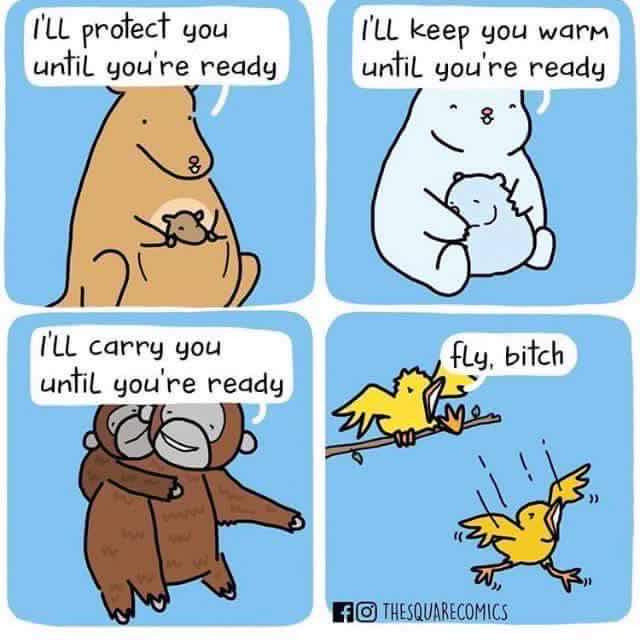 I'LL protect you
until you're ready
I'LL keep you warm
until you're ready
I'LL carry you
until you're ready
fly, bitch
THESQUARECOMICS